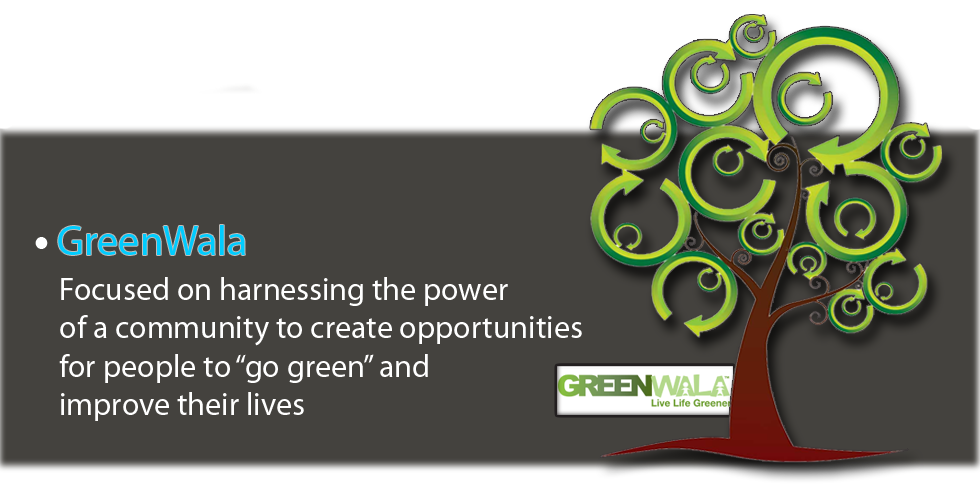 • GreenWala
Focused on harnessing the power
of a community to create opportunities
for people to “go green” and
improve their lives
GREENWALA™
Live Life Greener